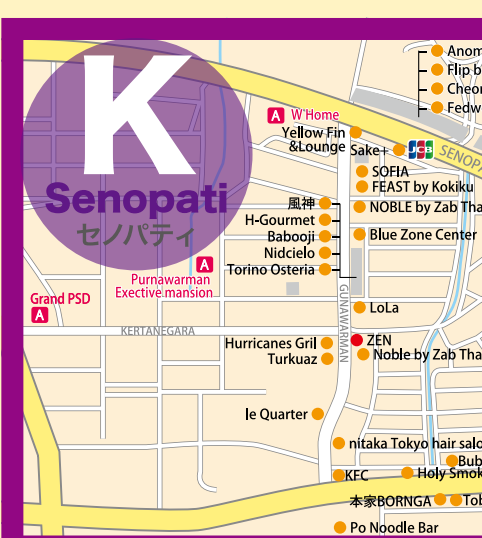 K
Senopati
セノパティ
Anom
Flip b
Cheor
Fedw
A W'Home
Yellow Fin
&Lounge
Sake+
JCB
SENOP
SOFIA
FEAST by Kokiku
風神
NOBLE by Zab Tha
H-Gourmet
Babooji
Blue Zone Center
Nidcielo
Torino Osteria
A
Purnawarman
Exective mansion
Grand PSD
A
GUNAWARMAN
LoLa
KERTANEGARA
Hurricanes Gril
ZEN
Turkuaz
Noble by Zab Tha
le Quarter
nitaka Tokyo hair salo
Bub
KFC
Holy Smok
本家BORNGA
Tob
Po Noodle Bar